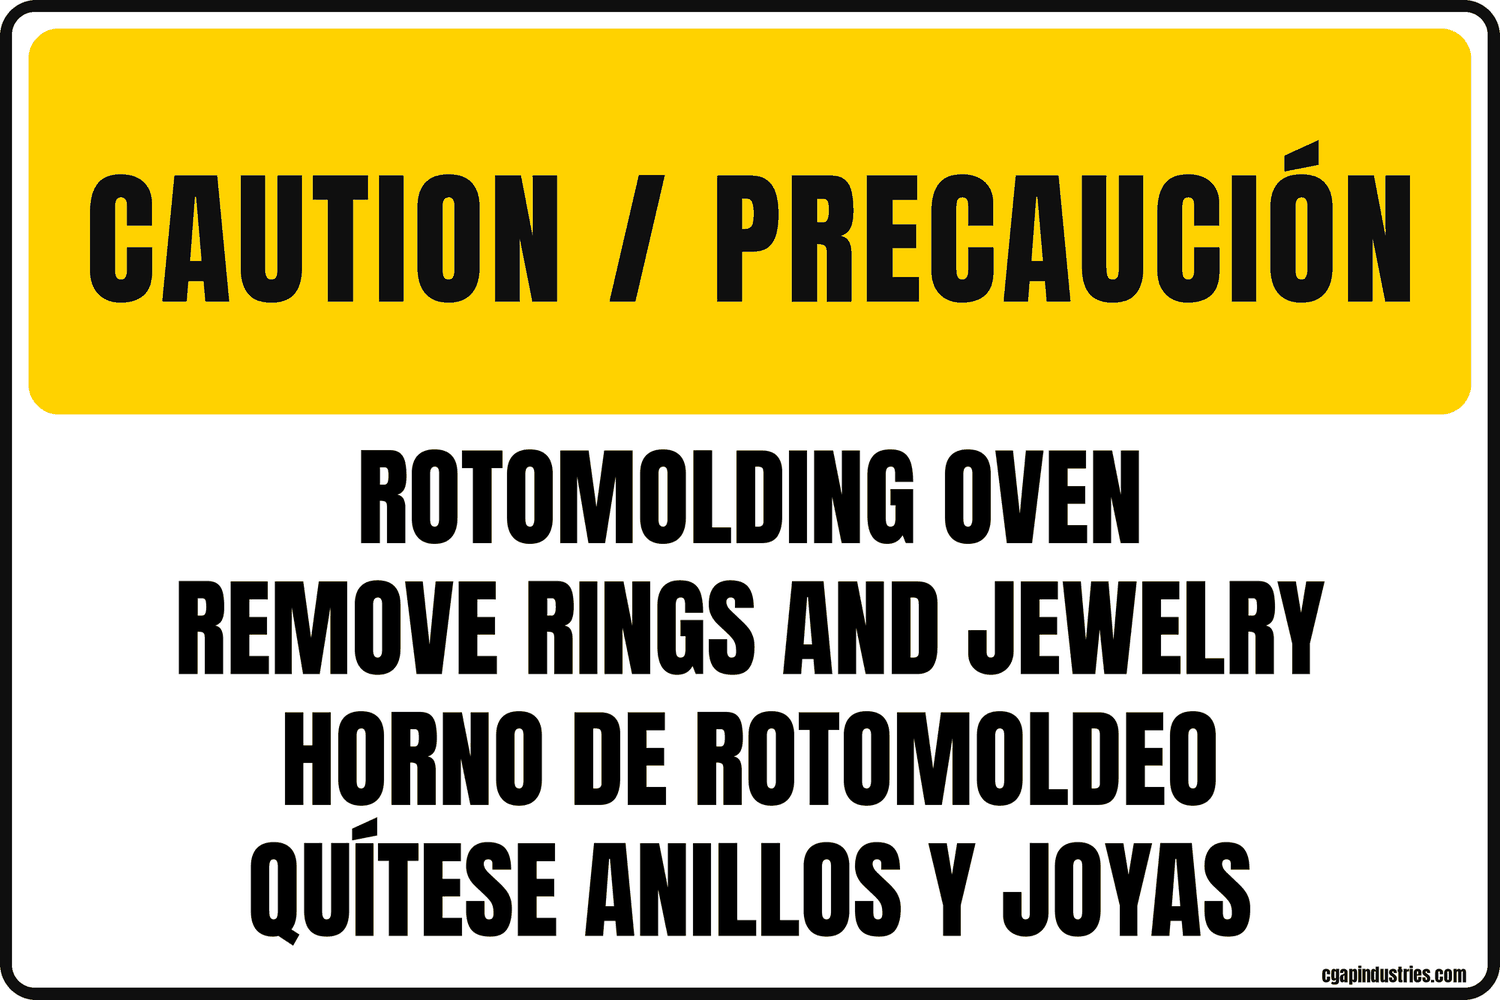 CAUTION / PRECAUCIÓN
ROTOMOLDING OVEN
REMOVE RINGS AND JEWELRY
HORNO DE ROTOMOLDEO
QUÍTESE ANILLOS Y JOYAS
cgapindustries.com